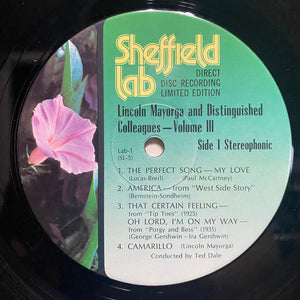 Sheffield
lab
DIRECT
DISC RECORDING
LIMITED EDITION
Lincoln Mayorga and Distinguished
Colleagues—Volume III
Lab-1
(SL-5)
Side 1 Stereophonic
1. THE PERFECT SONG — MY LOVE
(Lucas-Breil) (Paul McCartney)
2. AMERICA — from "West Side Story"
(Bernstein-Sondheim)
3. THAT CERTAIN FEELING —
from "Tip Toes" (1925)
OH LORD, I'M ON MY WAY —
from "Porgy and Bess" (1935)
(George Gershwin - Ira Gershwin)
4. CAMARILLO (Lincoln Mayorga)
Conducted by Ted Dale